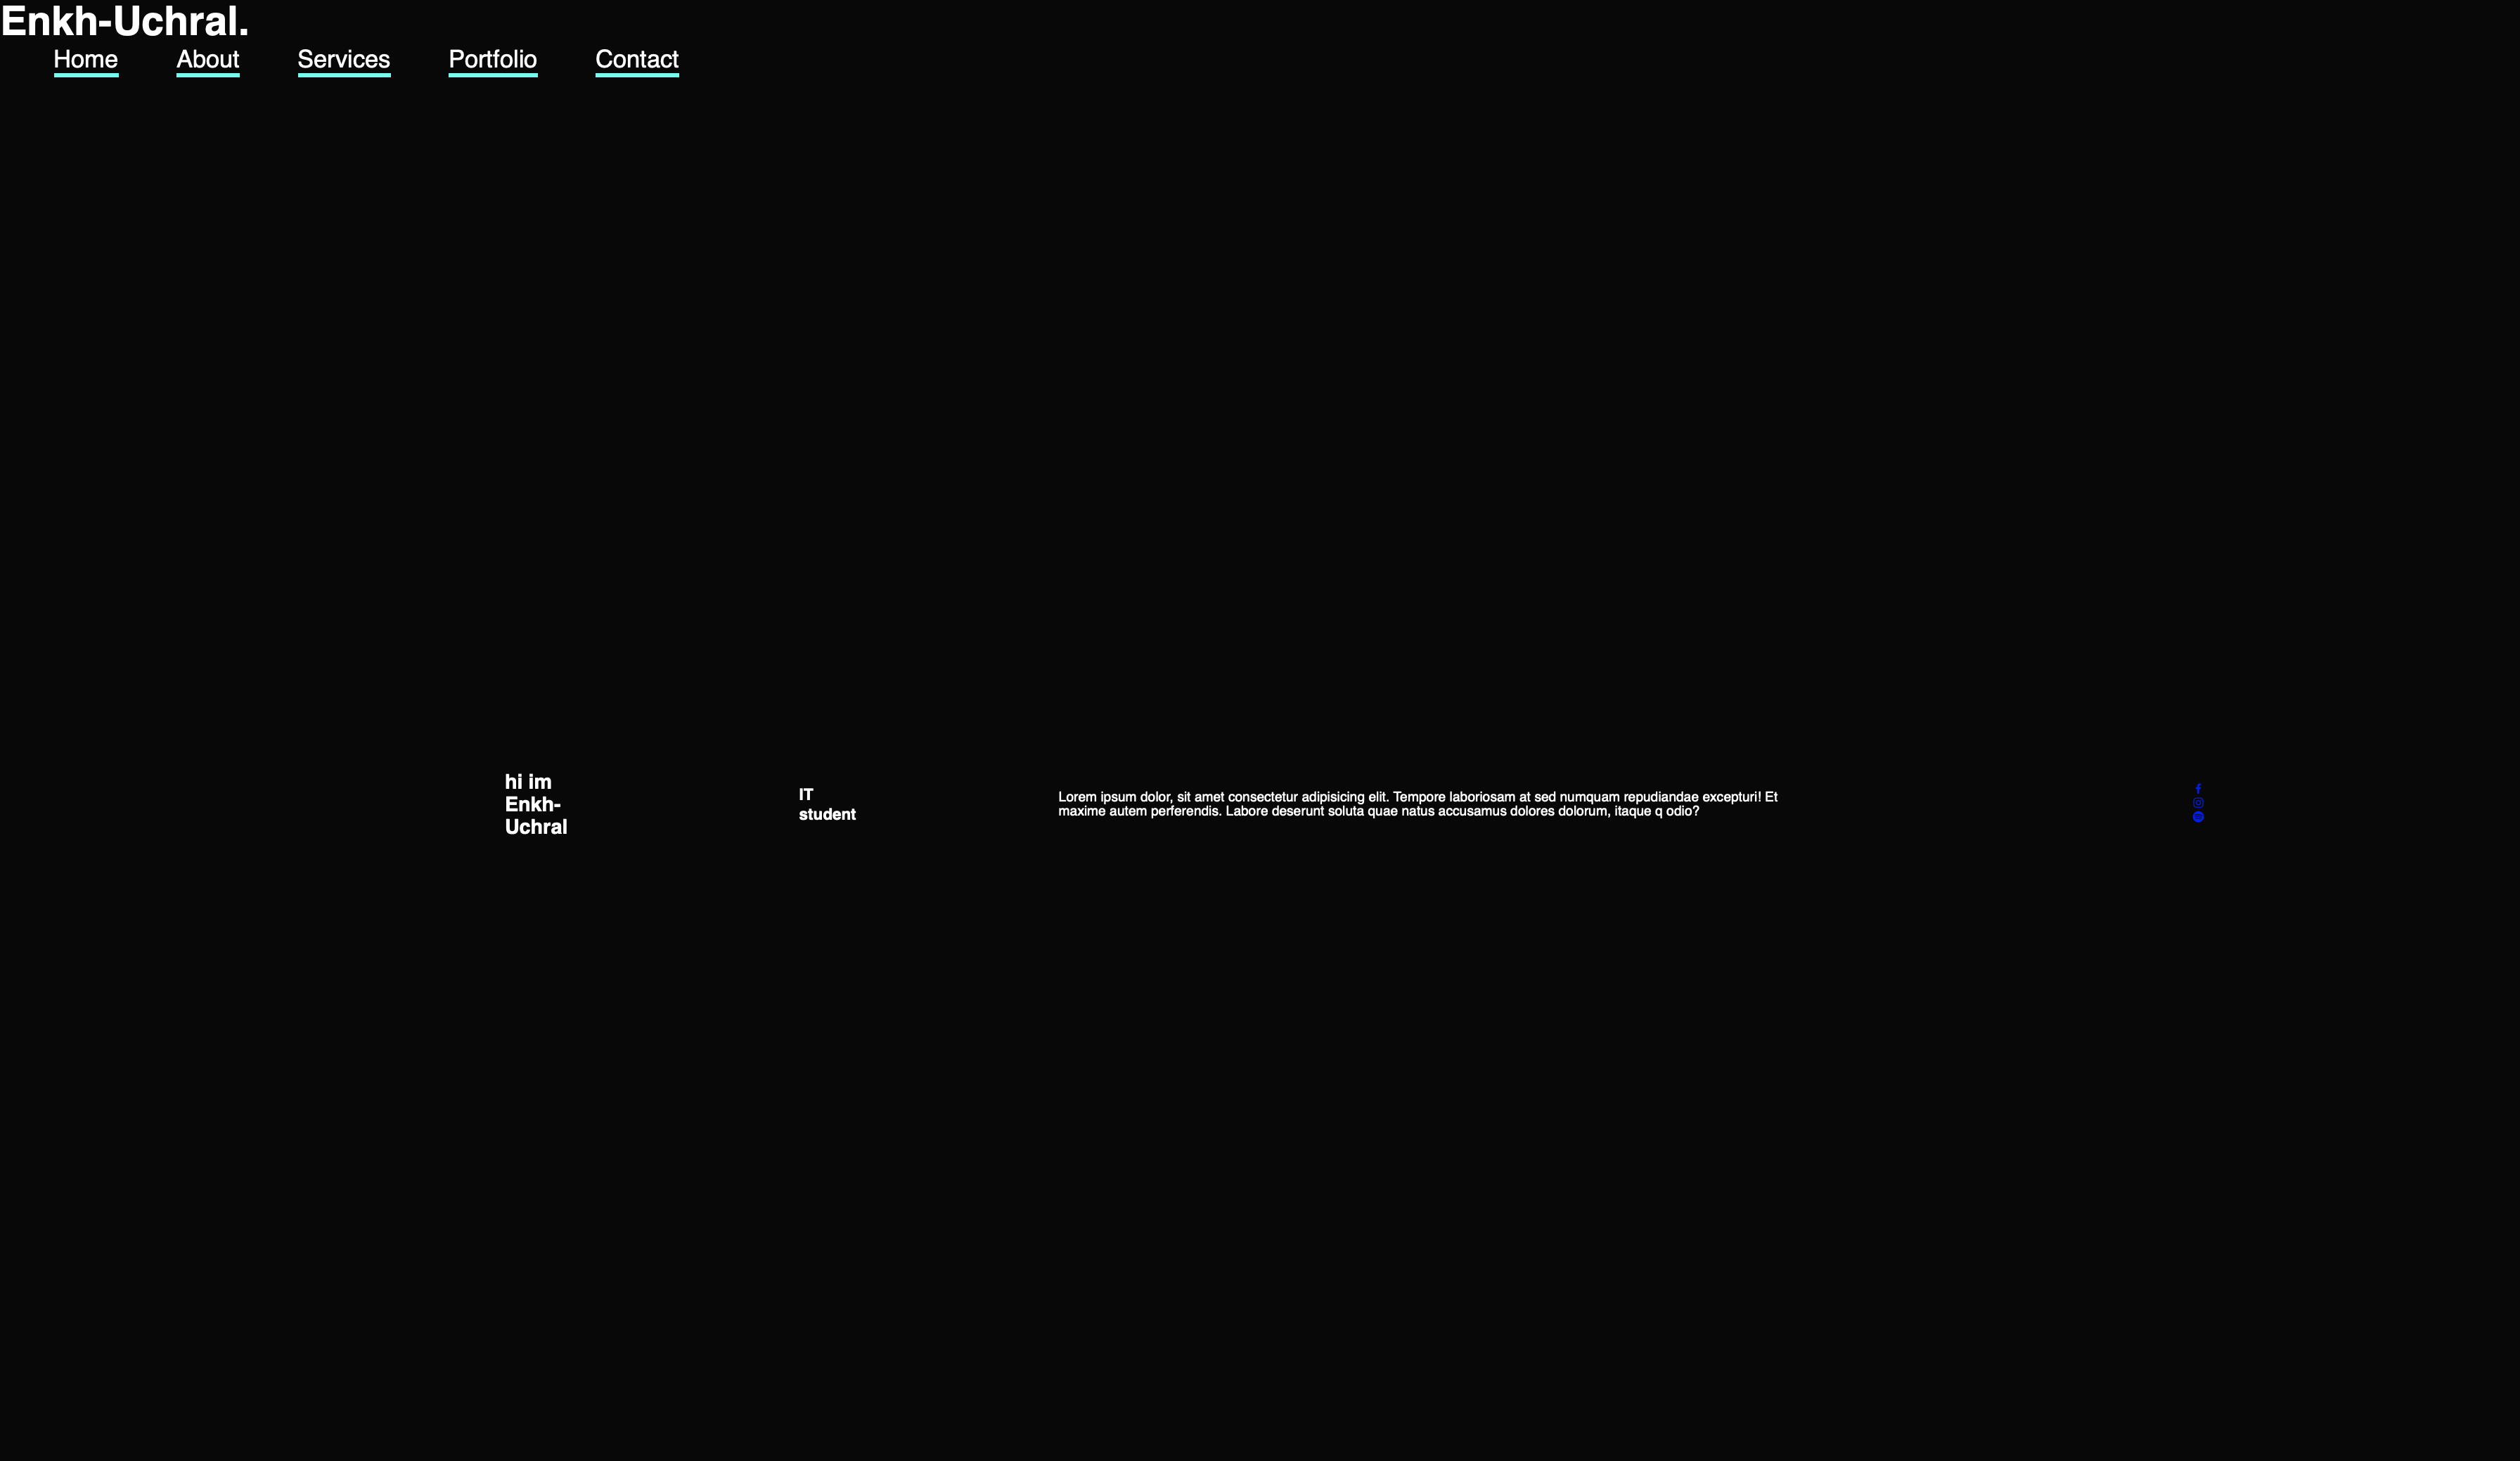 Enkh-Uchral.
Home About Services Portfolio Contact
hi im
Enkh-
Uchral
IT
student
Lorem ipsum dolor, sit amet consectetur adipisicing elit. Tempore laboriosam at sed numquam repudiandae excepturi! Et
maxime autem perferendis. Labore deserunt soluta quae natus accusamus dolores dolorum, itaque q odio?